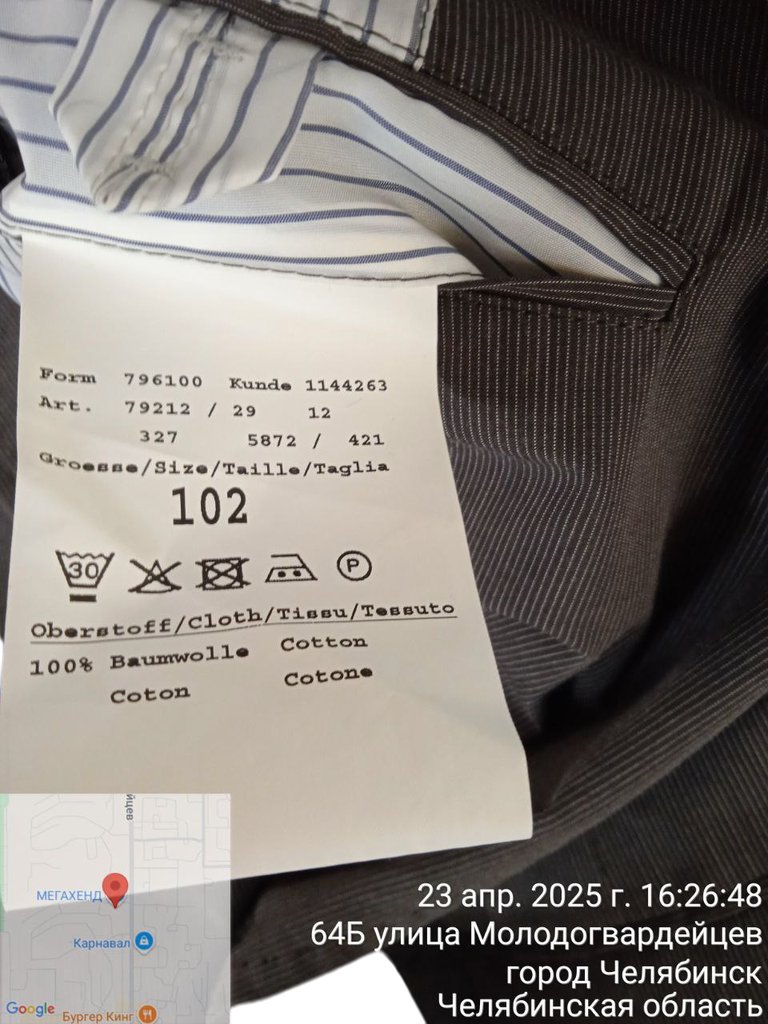 Form 796100 Kunde 1144263
Art. 79212 / 29 12
327 5872 / 421
Groesse/Size/Taille/Taglia
102
30
P
Oberstoff/Cloth/Tissu/Tessuto
100% Baumwolle Cotton
Coton Cotone
йцев
МЕГАХЕНД
Карнавал
Google
Бургер Кинг
23 апр. 2025 г. 16:26:48
64Б улица Молодогвардейцев
город Челябинск
Челябинская область